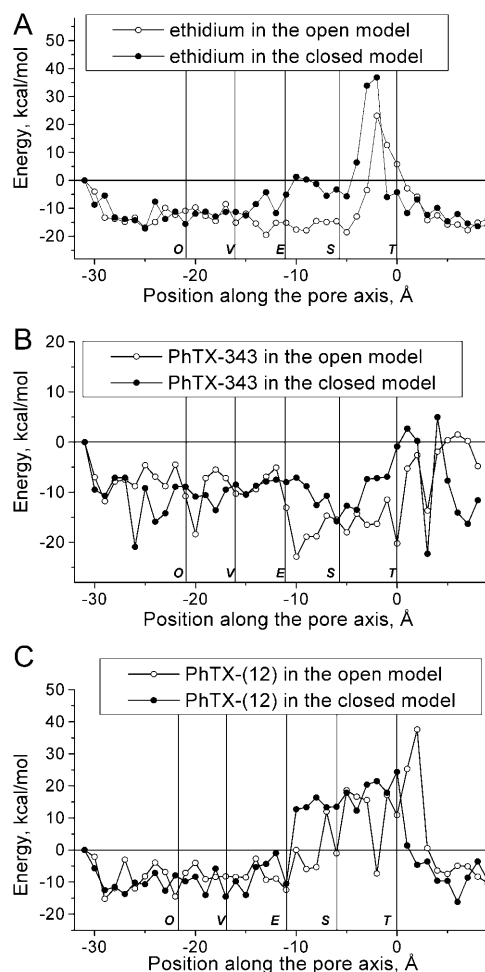 A
ethidium in the open model
ethidium in the closed model
Energy, kcal/mol
50
40
30
20
10
0
-10
-20
O V E S T
-30 -20 -10 0
Position along the pore axis, Å
B
PhTX-343 in the open model
PhTX-343 in the closed model
Energy, kcal/mol
20
10
0
-10
-20
O V E S T
-30 -20 -10 0
Position along the pore axis, Å
C
PhTX-(12) in the open model
PhTX-(12) in the closed model
Energy, kcal/mol
50
40
30
20
10
0
-10
-20
O V E S T
-30 -20 -10 0
Position along the pore axis, Å